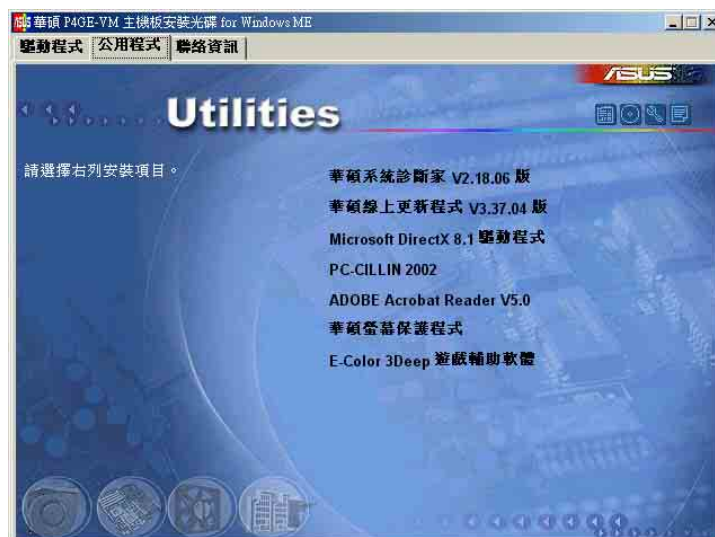 華碩 P4GE-VM 主機板安裝光碟 for Windows ME
驅動程式 公用程式 聯絡資訊
ASUS
Utilities
請選擇右列安裝項目。
華碩系統診斷家 V2.18.06 版
華碩線上更新程式 V3.37.04 版
Microsoft DirectX 8.1 驅動程式
PC-CILLIN 2002
ADOBE Acrobat Reader V5.0
華碩螢幕保護程式
E-Color 3Deep 遊戲輔助軟體